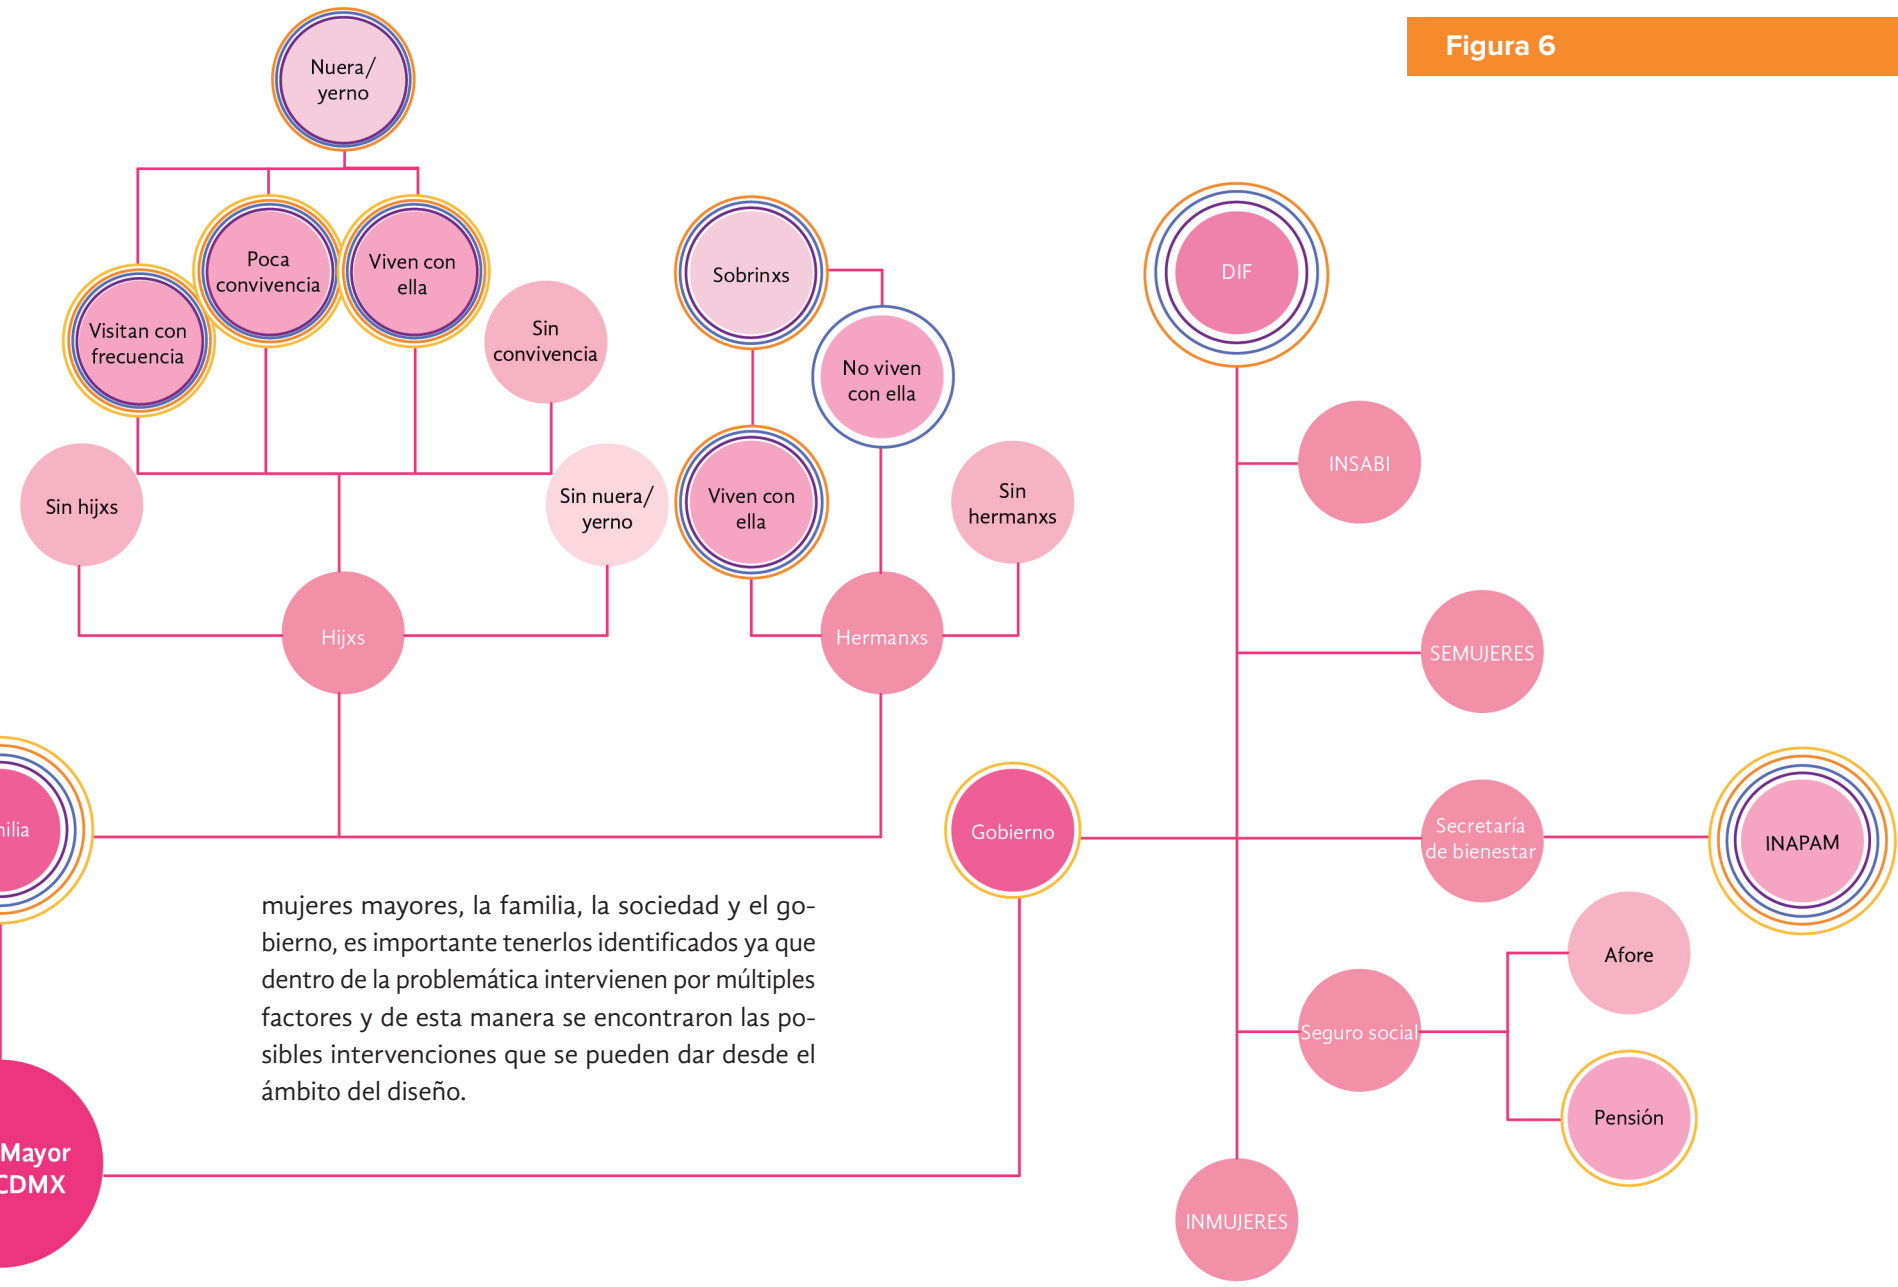 Figura 6
Nuera/
yerno
Visitan con
frecuencia
Poca
convivencia
Viven con
ella
Sin
convivencia
Sin hijxs
Sin nuera/
yerno
Hijxs
Sobrinxs
No viven
con ella
Viven con
ella
Sin
hermanxs
Hermanxs
DIF
INSABI
SEMUJERES
Gobierno
Secretaría
de bienestar
INAPAM
Afore
Seguro social
Pensión
INMUJERES
milia
mujeres mayores, la familia, la sociedad y el go-
bierno, es importante tenerlos identificados ya que
dentro de la problemática intervienen por múltiples
factores y de esta manera se encontraron las po-
sibles intervenciones que se pueden dar desde el
ámbito del diseño.
Mayor
CDMX